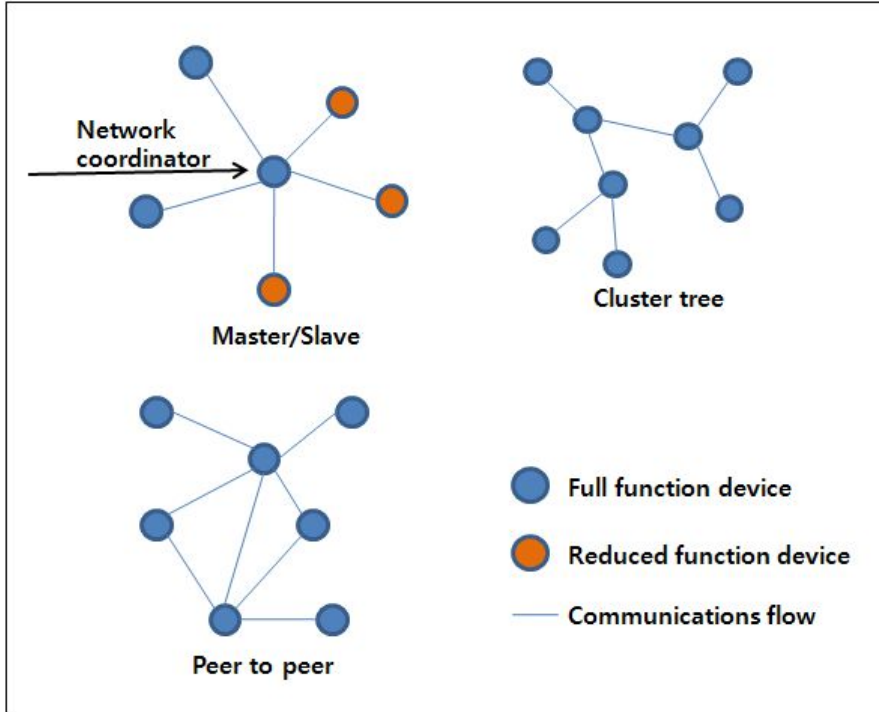 Network
coordinator
Master/Slave
Cluster tree
Peer to peer
Full function device
Reduced function device
Communications flow